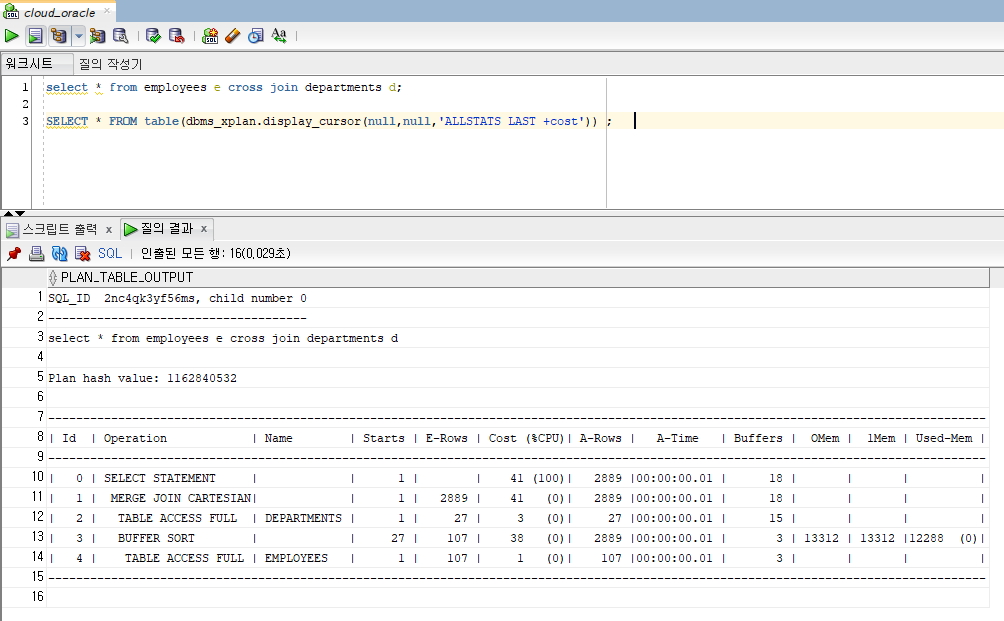 cloud_oracle
워크시트 질의 작성기
1 select * from employees e cross join departments d;
2
3 SELECT * FROM table(dbms_xplan.display_cursor(null,null,'ALLSTATS LAST +cost')) ;
스크립트 출력 x 질의 결과 x
SQL | 인출된 모든 행: 16(0,029초)
PLAN_TABLE_OUTPUT
1 SQL_ID  2nc4qk3yf56ms, child number 0
2 -------------------------------------
3 select * from employees e cross join departments d
4
5 Plan hash value: 1162840532
6
7 --------------------------------------------------------------------------------------------------------------------------------------
8 | Id  | Operation            | Name        | Starts | E-Rows | Cost (%CPU)| A-Rows |   A-Time   | Buffers |  OMem |  1Mem | Used-Mem |
9 --------------------------------------------------------------------------------------------------------------------------------------
10 |   0 | SELECT STATEMENT     |             |      1 |        |    41 (100)|   2889 |00:00:00.01 |      18 |       |       |          |
11 |   1 |  MERGE JOIN CARTESIAN|             |      1 |   2889 |    41   (0)|   2889 |00:00:00.01 |      18 |       |       |          |
12 |   2 |   TABLE ACCESS FULL  | DEPARTMENTS |      1 |     27 |     3   (0)|     27 |00:00:00.01 |      15 |       |       |          |
13 |   3 |   BUFFER SORT        |             |     27 |    107 |    38   (0)|   2889 |00:00:00.01 |       3 | 13312 | 13312 |12288  (0)|
14 |   4 |    TABLE ACCESS FULL | EMPLOYEES   |      1 |    107 |     1   (0)|    107 |00:00:00.01 |       3 |       |       |          |
15 --------------------------------------------------------------------------------------------------------------------------------------
16